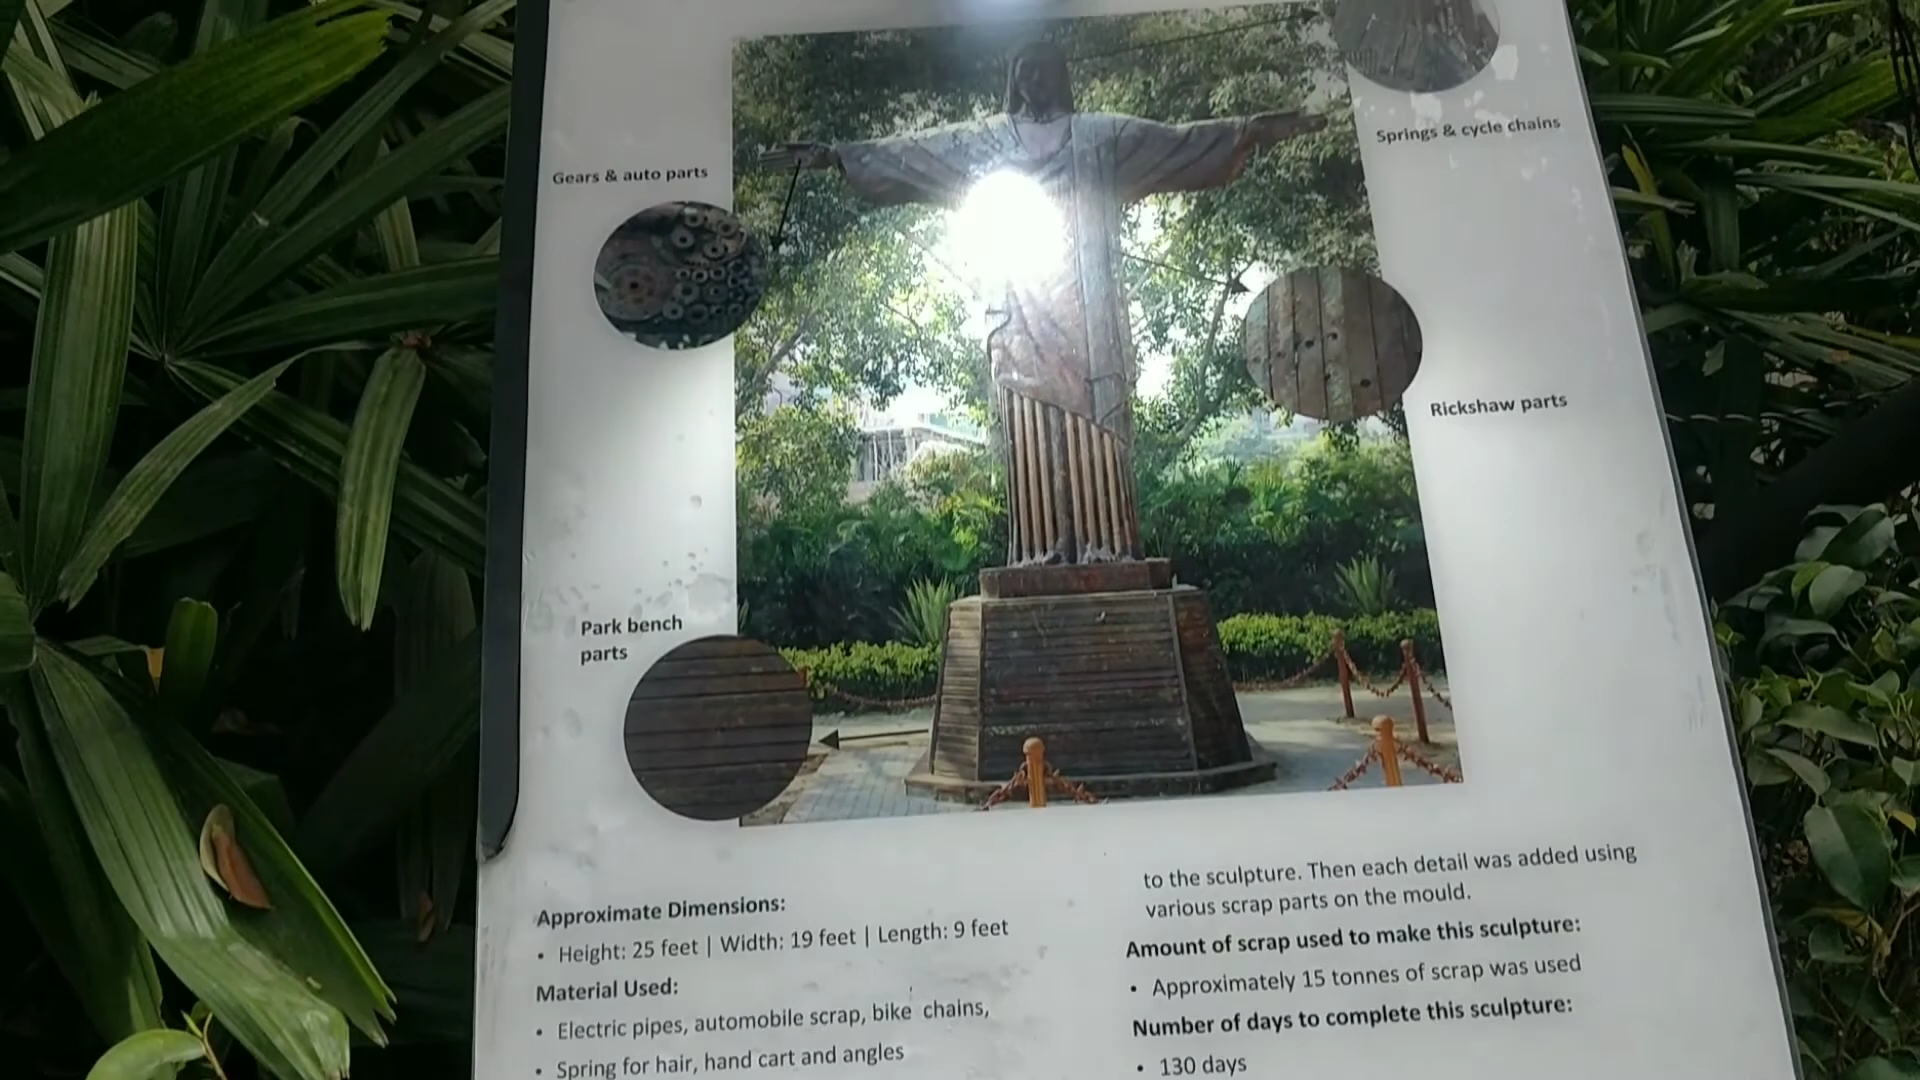 Springs & cycle chains
Gears & auto parts
Rickshaw parts
Park bench
parts
Approximate Dimensions:
• Height: 25 feet | Width: 19 feet | Length: 9 feet
Material Used:
• Electric pipes, automobile scrap, bike chains,
• Spring for hair, hand cart and angles
to the sculpture. Then each detail was added using
various scrap parts on the mould.
Amount of scrap used to make this sculpture:
• Approximately 15 tonnes of scrap was used
Number of days to complete this sculpture:
• 130 days